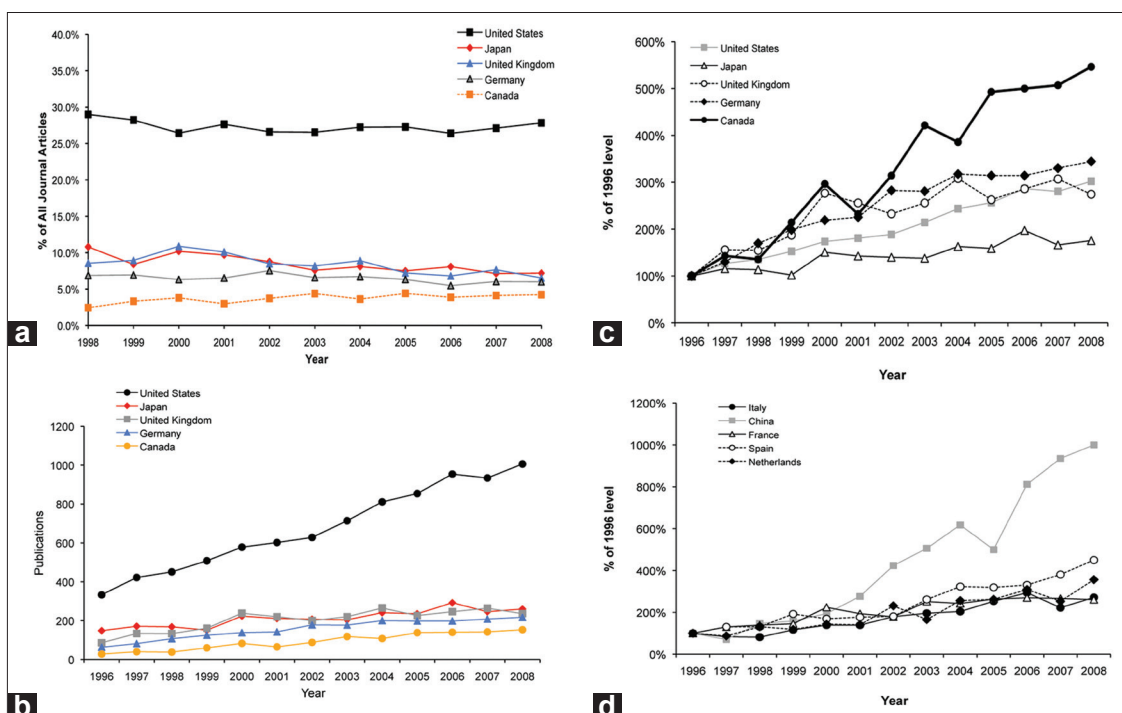 a
40.0%
35.0%
30.0%
25.0%
20.0%
15.0%
10.0%
5.0%
0.0%
% of All Journal Articles
United States
Japan
United Kingdom
Germany
Canada
1998 1999 2000 2001 2002 2003 2004 2005 2006 2007 2008
Year
b
1200
1000
800
600
400
200
0
Publications
United States
Japan
United Kingdom
Germany
Canada
1996 1997 1998 1999 2000 2001 2002 2003 2004 2005 2006 2007 2008
Year
c
600%
500%
400%
300%
200%
100%
0%
% of 1996 level
United States
Japan
United Kingdom
Germany
Canada
1996 1997 1998 1999 2000 2001 2002 2003 2004 2005 2006 2007 2008
Year
d
1200%
1000%
800%
600%
400%
200%
0%
% of 1996 level
Italy
China
France
Spain
Netherlands
1996 1997 1998 1999 2000 2001 2002 2003 2004 2005 2006 2007 2008
Year